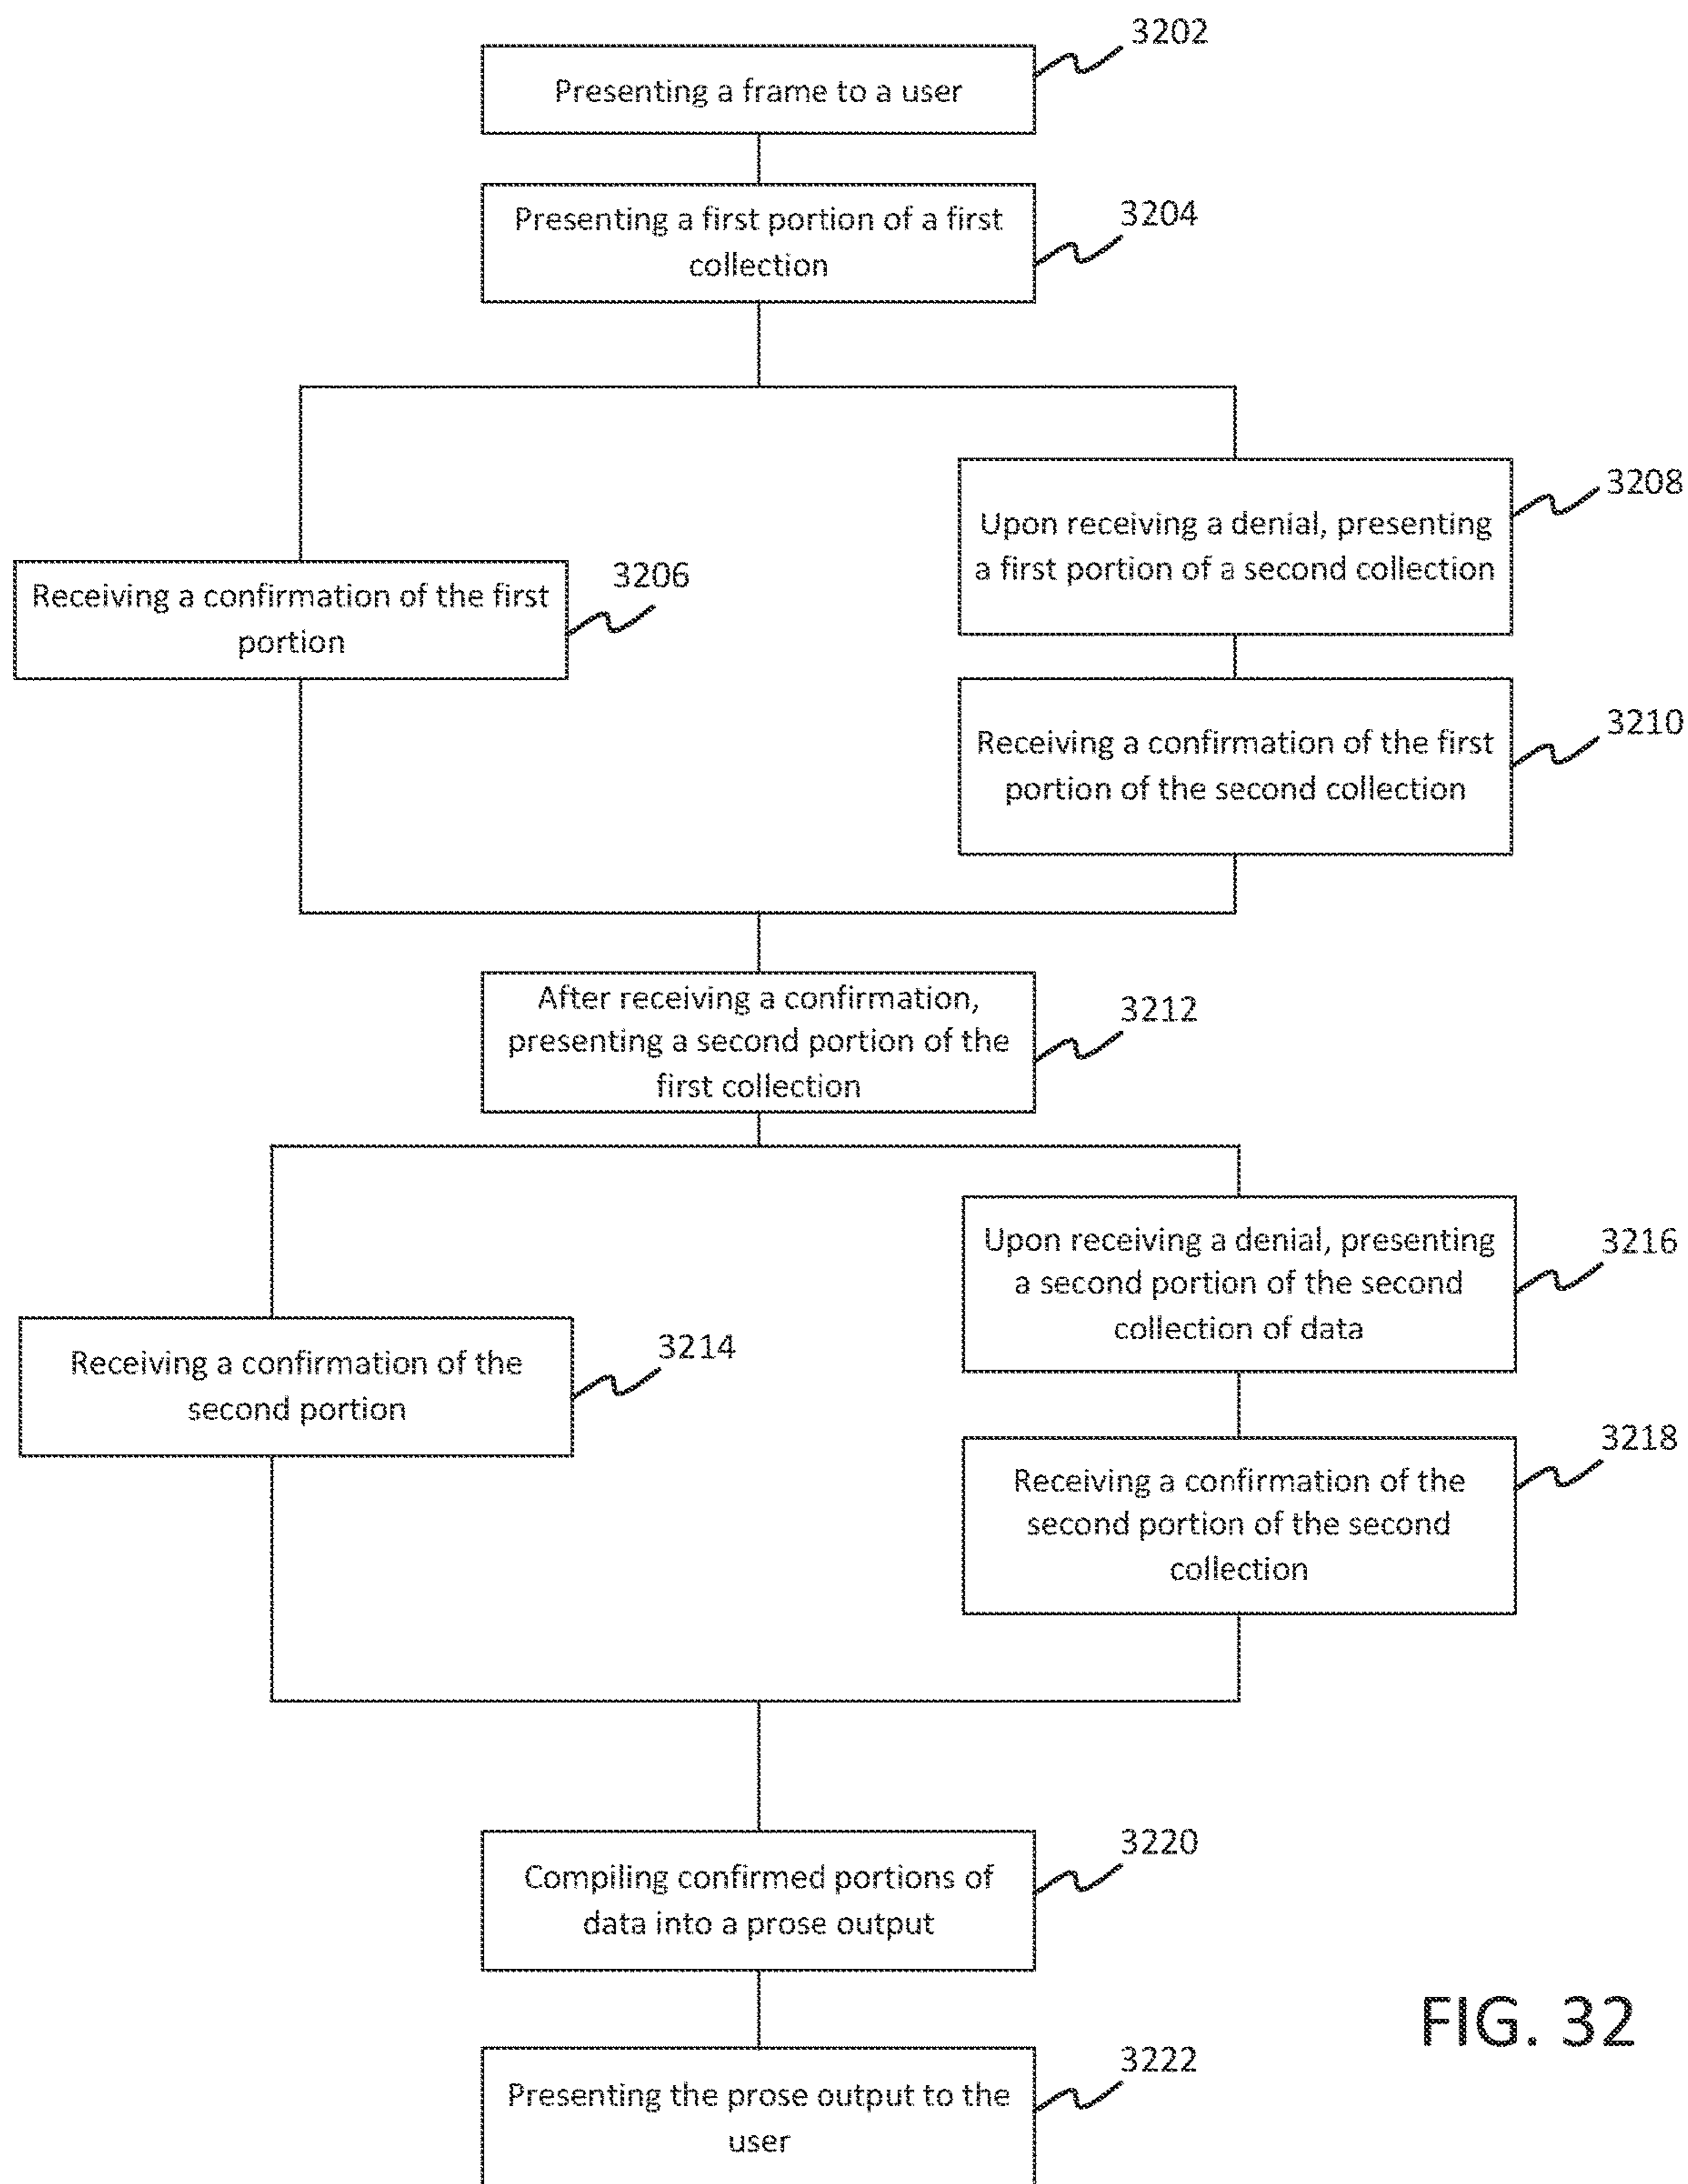 3202
Presenting a frame to a user
3204
Presenting a first portion of a first
collection
3208
Upon receiving a denial, presenting
a first portion of a second collection
3206
Receiving a confirmation of the first
portion
3210
Receiving a confirmation of the first
portion of the second collection
3212
After receiving a confirmation,
presenting a second portion of the
first collection
3216
Upon receiving a denial, presenting
a second portion of the second
collection of data
3214
Receiving a confirmation of the
second portion
3218
Receiving a confirmation of the
second portion of the second
collection
3220
Compiling confirmed portions of
data into a prose output
FIG. 32
3222
Presenting the prose output to the
user